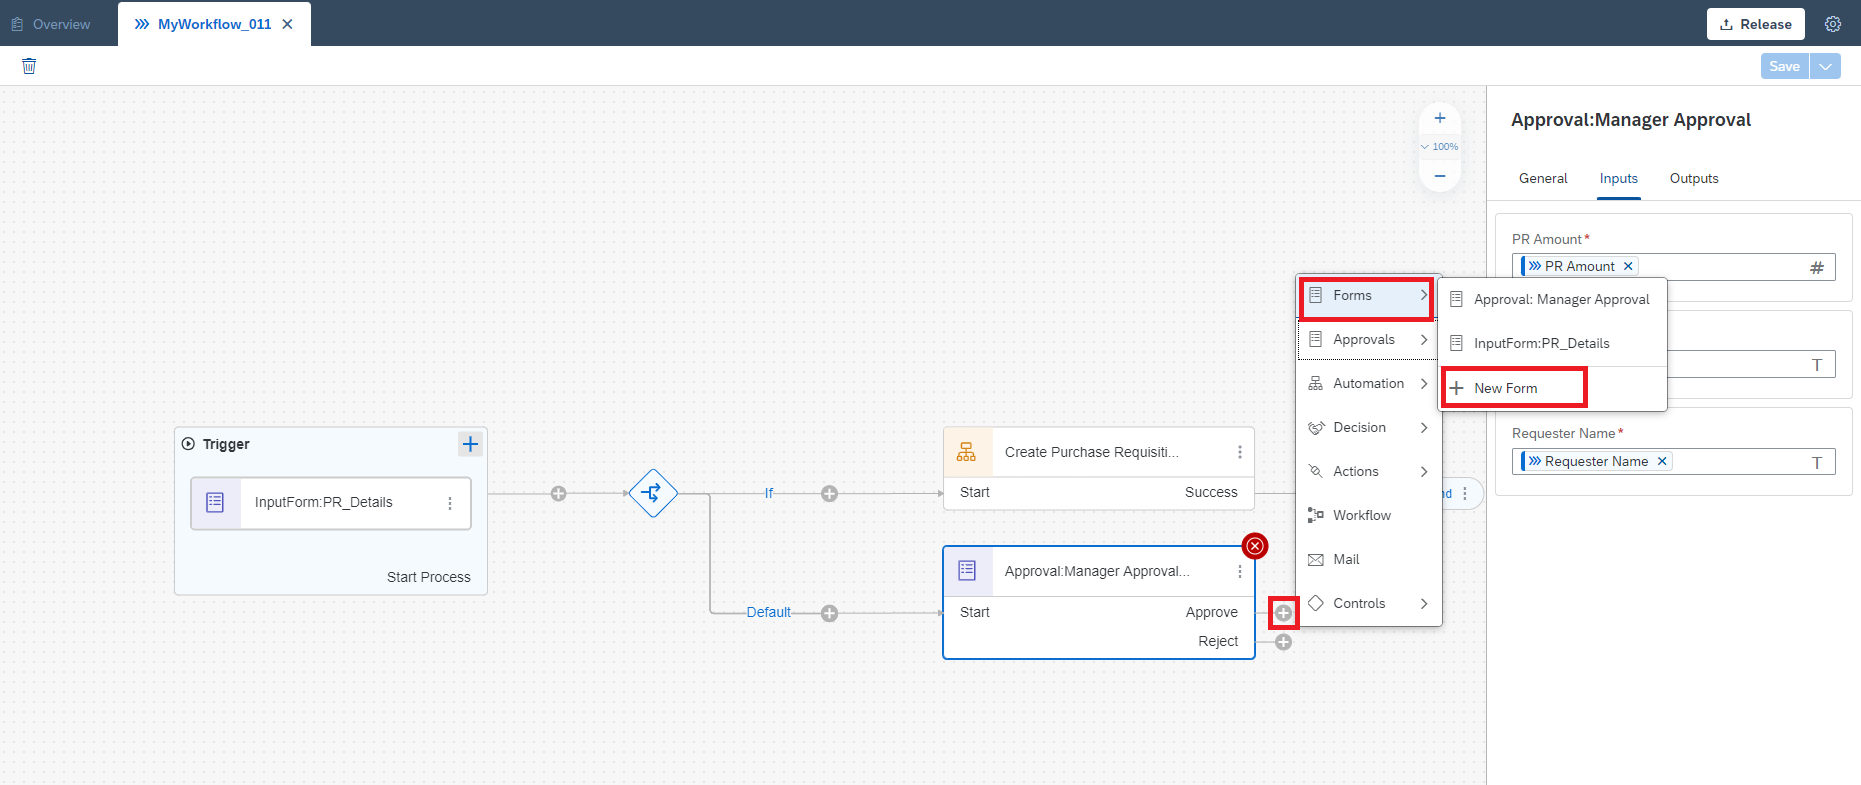 Overview
MyWorkflow_011
Release
Save
100%
Approval:Manager Approval
General
Inputs
Outputs
PR Amount*
PR Amount
T
Requester Name*
Requester Name
T
Forms
Approvals
Automation
Decision
Actions
Workflow
Mail
Controls
Approval: Manager Approval
InputForm:PR_Details
New Form
Trigger
InputForm:PR_Details
Start Process
If
Default
Create Purchase Requisiti...
Start
Success
nd
Approval:Manager Approval...
Start
Approve
Reject